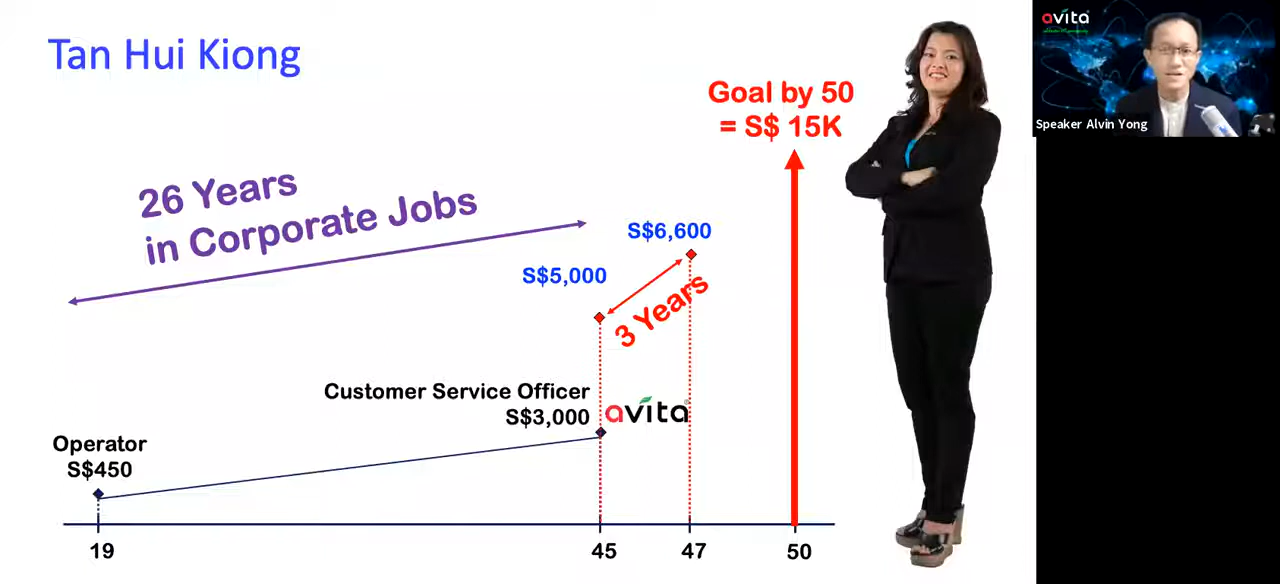 Tan Hui Kiong
avita
Speaker Alvin Yong
Goal by 50
= S$ 15K
26 Years
in Corporate Jobs
S$6,600
S$5,000
3 Years
Customer Service Officer
S$3,000
avita
Operator
S$450
19
45
47
50